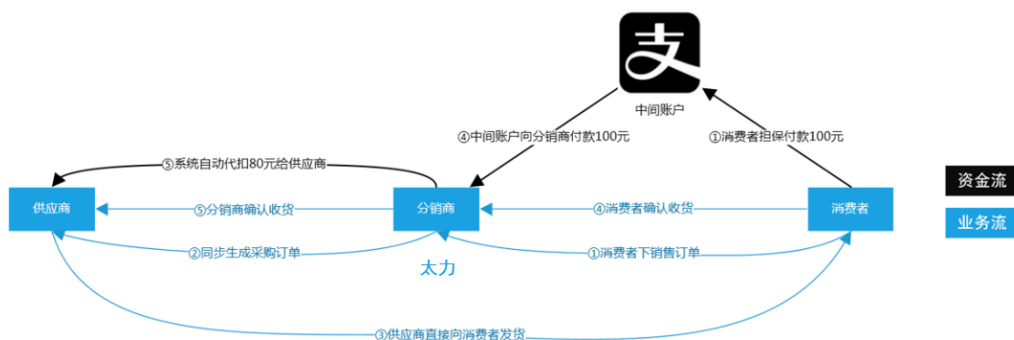 支
中间账户
④中间账户向分销商付款100元
①消费者担保付款100元
⑤系统自动代扣80元给供应商
资金流
供应商
⑤分销商确认收货
分销商
④消费者确认收货
消费者
业务流
②同步生成采购订单
①消费者下销售订单
太力
③供应商直接向消费者发货